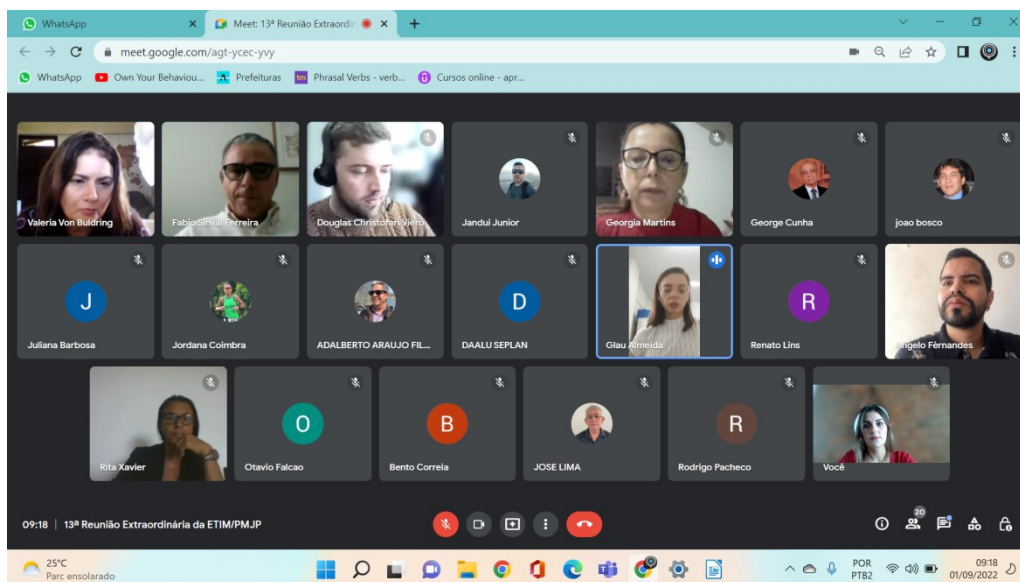 WhatsApp
Meet: 13ª Reunião Extraordin
meet.google.com/agt-ycec-yvy
WhatsApp
Own Your Behaviou...
Prefeituras
tm
Phrasal Verbs - verb...
Cursos online - apr...
Valeria Von Buldring
Fabio Sinval Ferreira
Douglas Christofari Viero
Jandui Junior
Georgia Martins
George Cunha
joao bosco
J
D
R
Juliana Barbosa
Jordana Coimbra
ADALBERTO ARAUJO FIL...
DAALU SEPLAN
Glau Almeida
Renato Lins
Angelo Fernandes
O
B
R
Rita Xavier
Otavio Falcao
Bento Correia
JOSE LIMA
Rodrigo Pacheco
Você
09:18 | 13ª Reunião Extraordinária da ETIM/PMJP
20
25°C
Parc ensolarado
POR
PTB2
09:18
01/09/2022